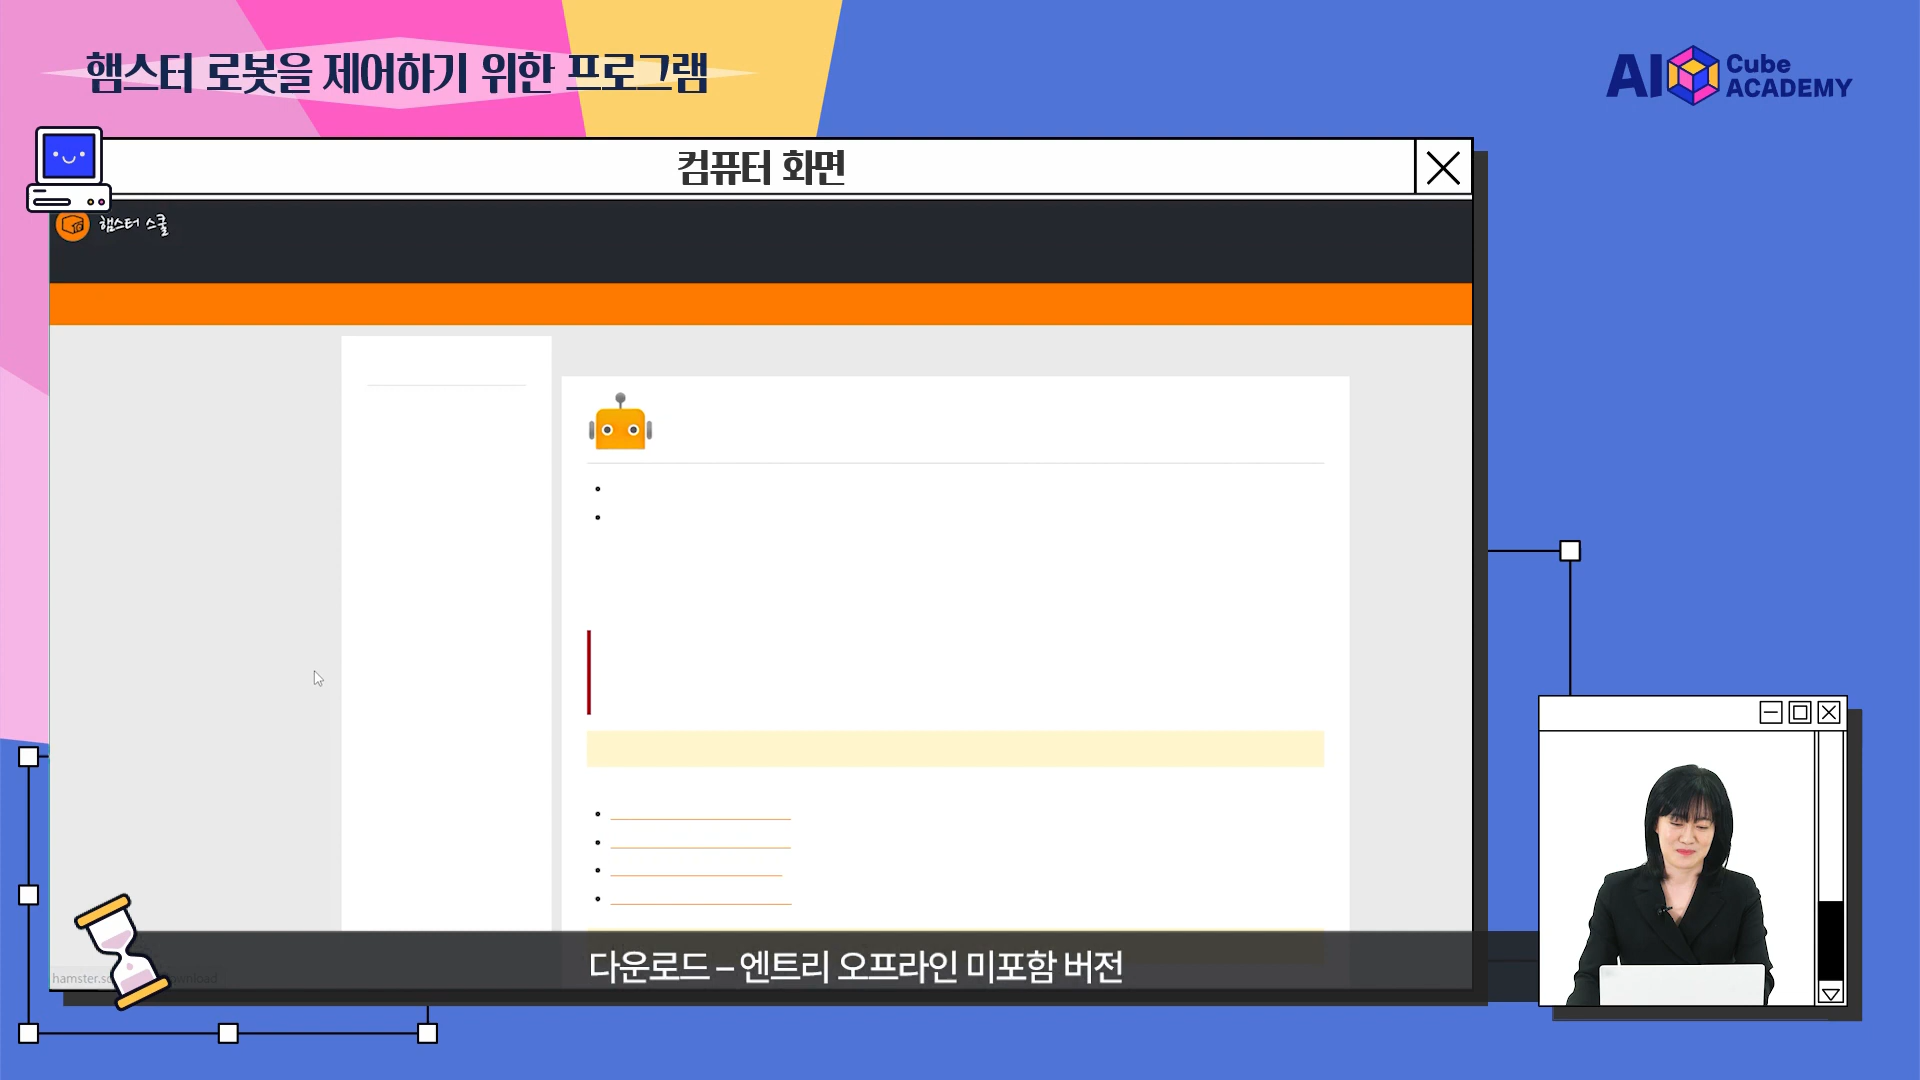 햄스터 로봇을 제어하기 위한 프로그램
AI Cube ACADEMY
컴퓨터 화면
햄스터 스쿨
다운로드 – 엔트리 오프라인 미포함 버전